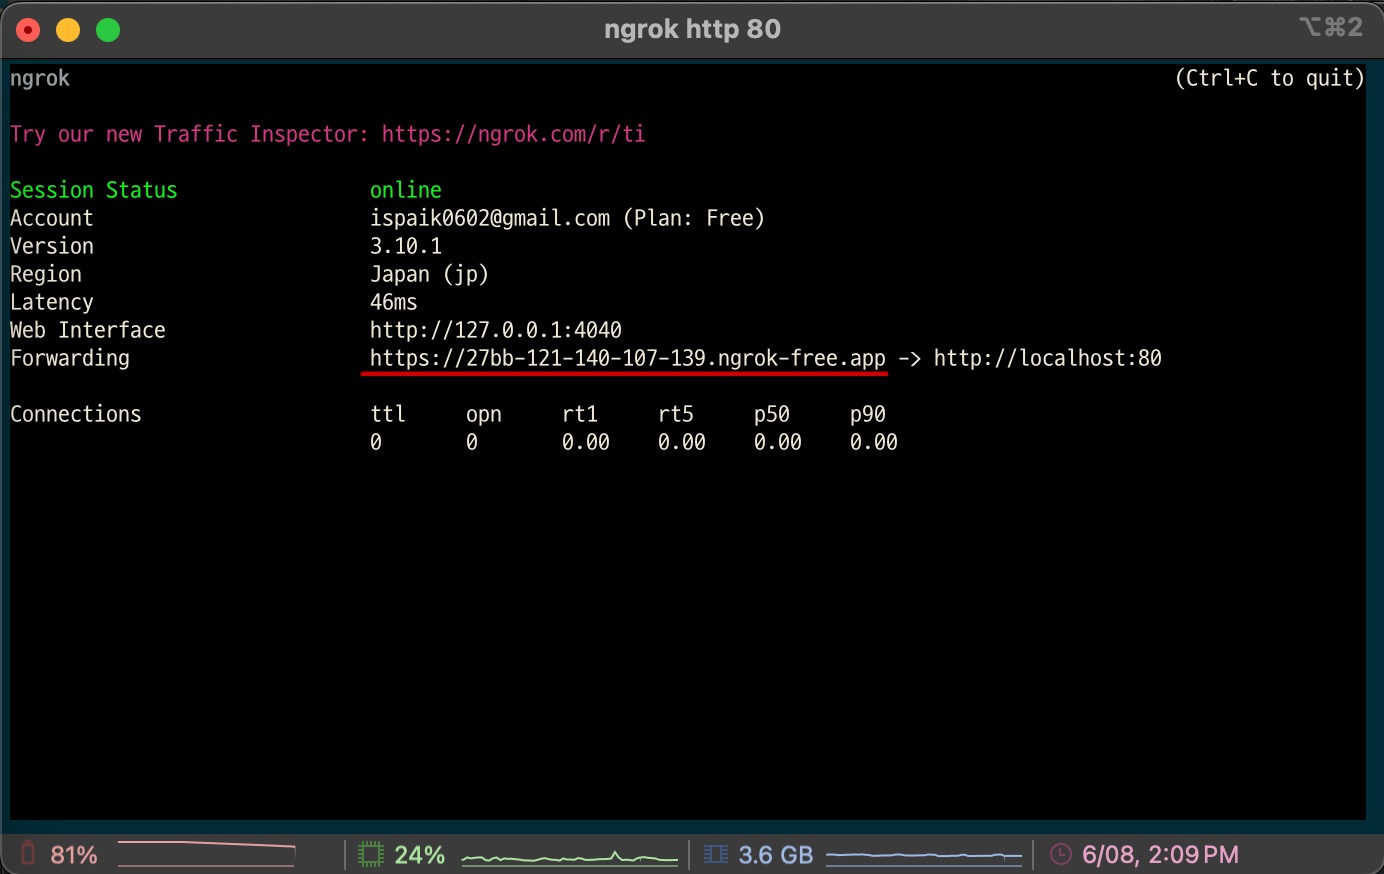 ngrok http 80
⌥⌘2
ngrok (Ctrl+C to quit)
Try our new Traffic Inspector: https://ngrok.com/r/ti
Session Status online
Account ispaik0602@gmail.com (Plan: Free)
Version 3.10.1
Region Japan (jp)
Latency 46ms
Web Interface http://127.0.0.1:4040
Forwarding https://27bb-121-140-107-139.ngrok-free.app -> http://localhost:80
Connections ttl opn rt1 rt5 p50 p90
0 0 0.00 0.00 0.00 0.00
81% 24% 3.6 GB 6/08, 2:09 PM